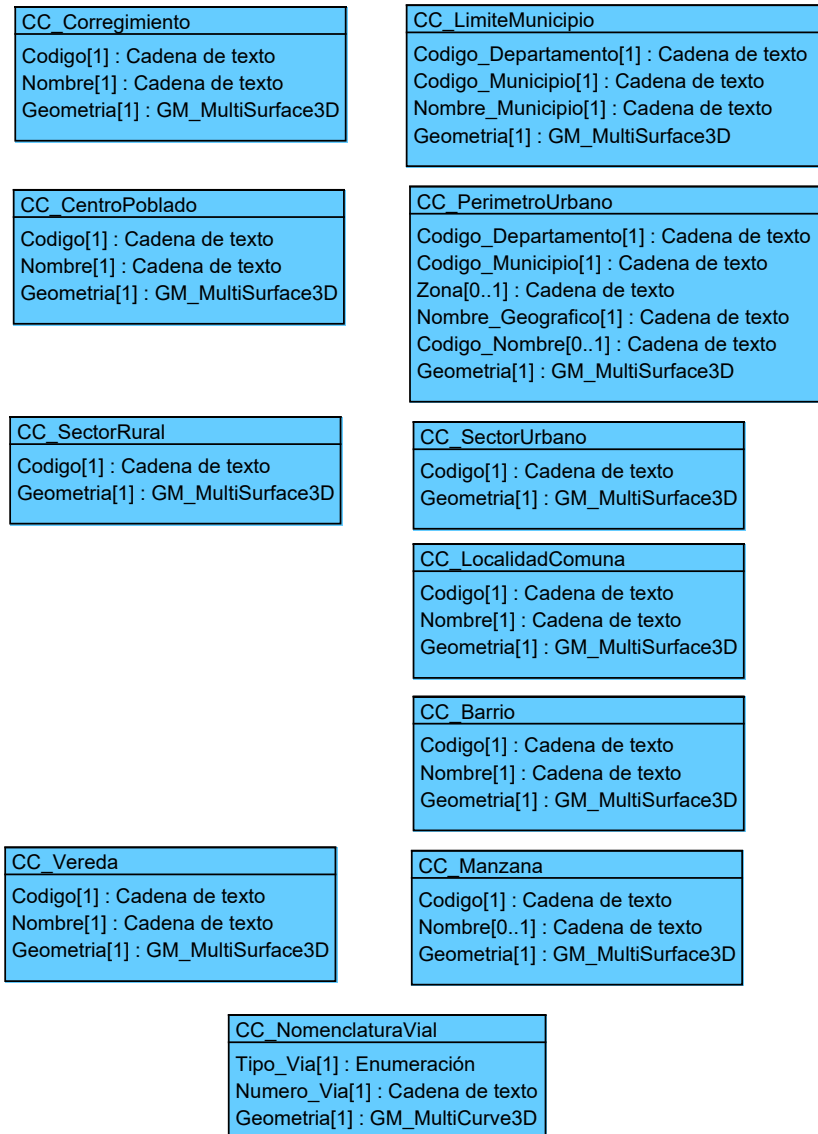 CC_Corregimiento
Codigo[1] : Cadena de texto
Nombre[1] : Cadena de texto
Geometria[1] : GM_MultiSurface3D
CC_LimiteMunicipio
Codigo_Departamento[1] : Cadena de texto
Codigo_Municipio[1] : Cadena de texto
Nombre_Municipio[1] : Cadena de texto
Geometria[1] : GM_MultiSurface3D
CC_CentroPoblado
Codigo[1] : Cadena de texto
Nombre[1] : Cadena de texto
Geometria[1] : GM_MultiSurface3D
CC_PerimetroUrbano
Codigo_Departamento[1] : Cadena de texto
Codigo_Municipio[1] : Cadena de texto
Zona[0..1] : Cadena de texto
Nombre_Geografico[1] : Cadena de texto
Codigo_Nombre[0..1] : Cadena de texto
Geometria[1] : GM_MultiSurface3D
CC_SectorRural
Codigo[1] : Cadena de texto
Geometria[1] : GM_MultiSurface3D
CC_SectorUrbano
Codigo[1] : Cadena de texto
Geometria[1] : GM_MultiSurface3D
CC_LocalidadComuna
Codigo[1] : Cadena de texto
Nombre[1] : Cadena de texto
Geometria[1] : GM_MultiSurface3D
CC_Barrio
Codigo[1] : Cadena de texto
Nombre[1] : Cadena de texto
Geometria[1] : GM_MultiSurface3D
CC_Vereda
Codigo[1] : Cadena de texto
Nombre[1] : Cadena de texto
Geometria[1] : GM_MultiSurface3D
CC_Manzana
Codigo[1] : Cadena de texto
Nombre[0..1] : Cadena de texto
Geometria[1] : GM_MultiSurface3D
CC_NomenclaturaVial
Tipo_Via[1] : Enumeración
Numero_Via[1] : Cadena de texto
Geometria[1] : GM_MultiCurve3D